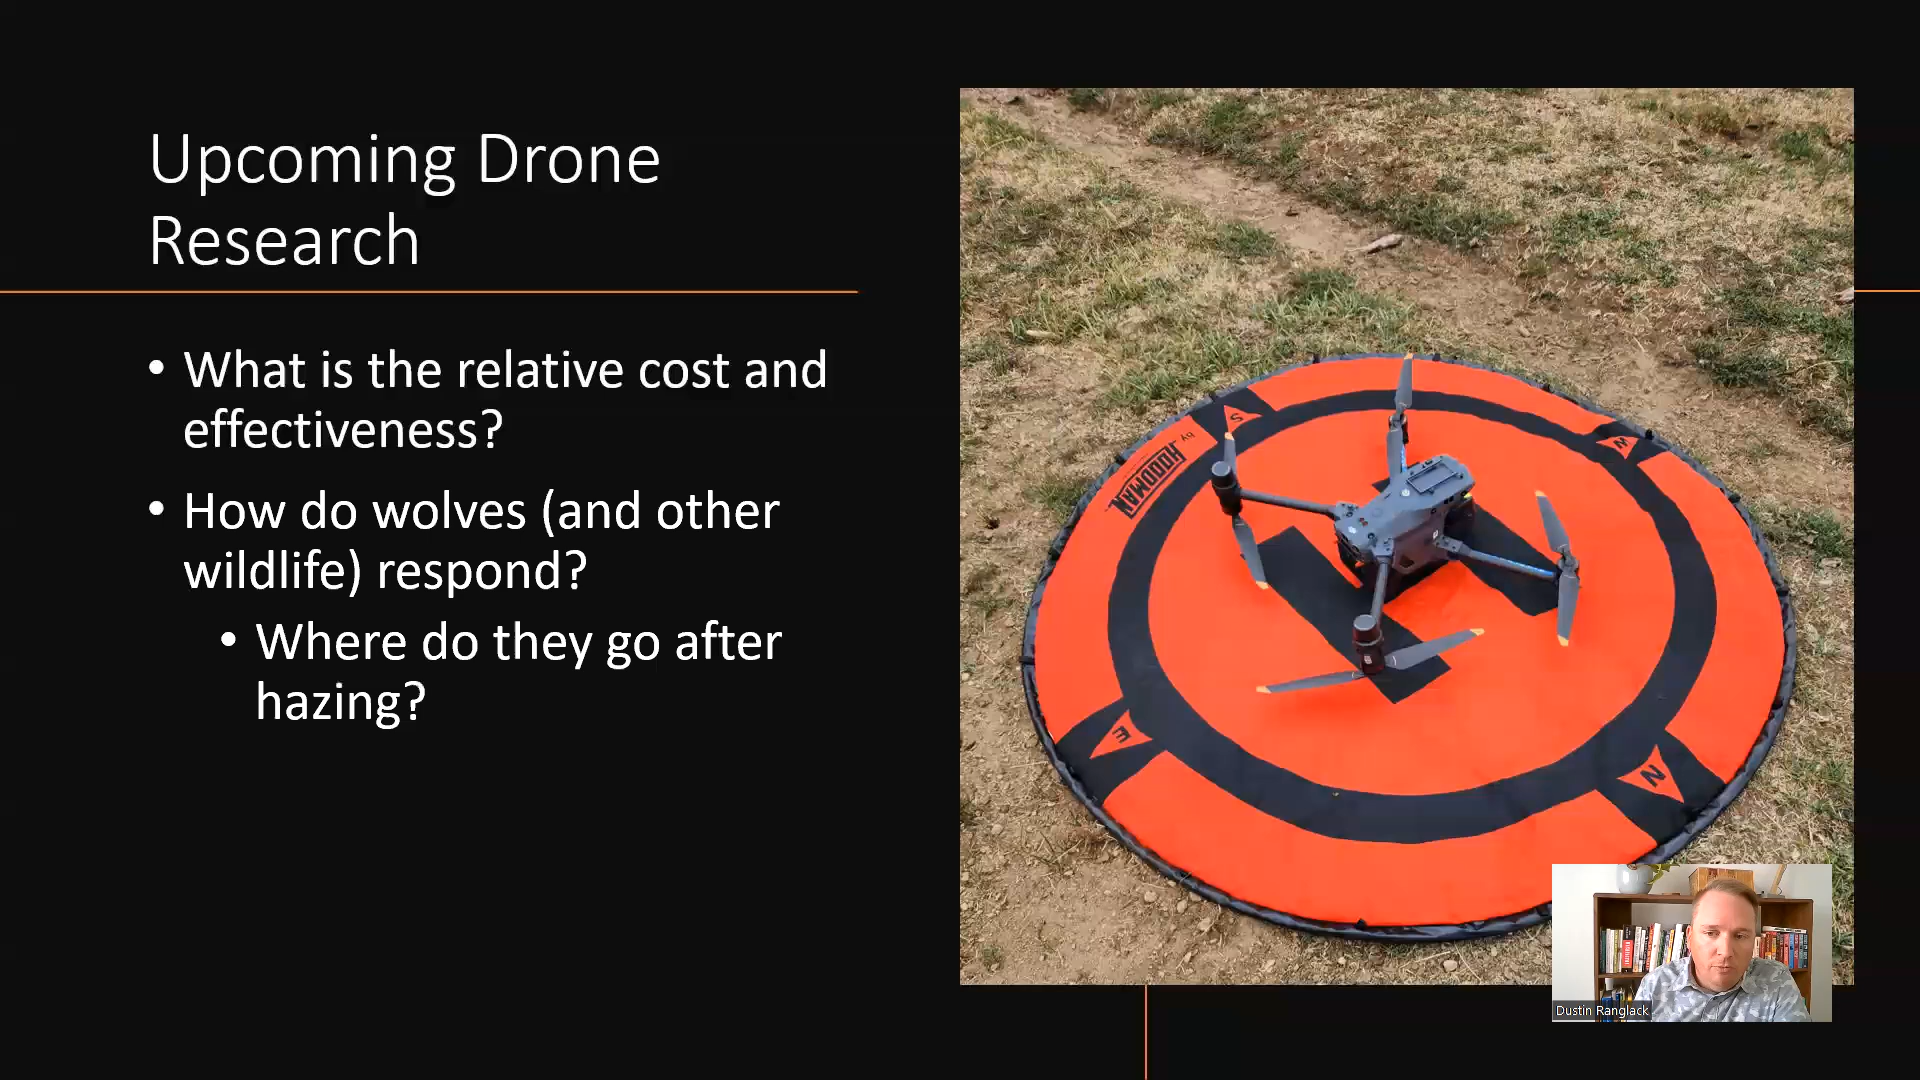 Upcoming Drone
Research
• What is the relative cost and
effectiveness?
• How do wolves (and other
wildlife) respond?
• Where do they go after
hazing?
S
W
by
HOODMAN
E
N
Dustin Ranglack